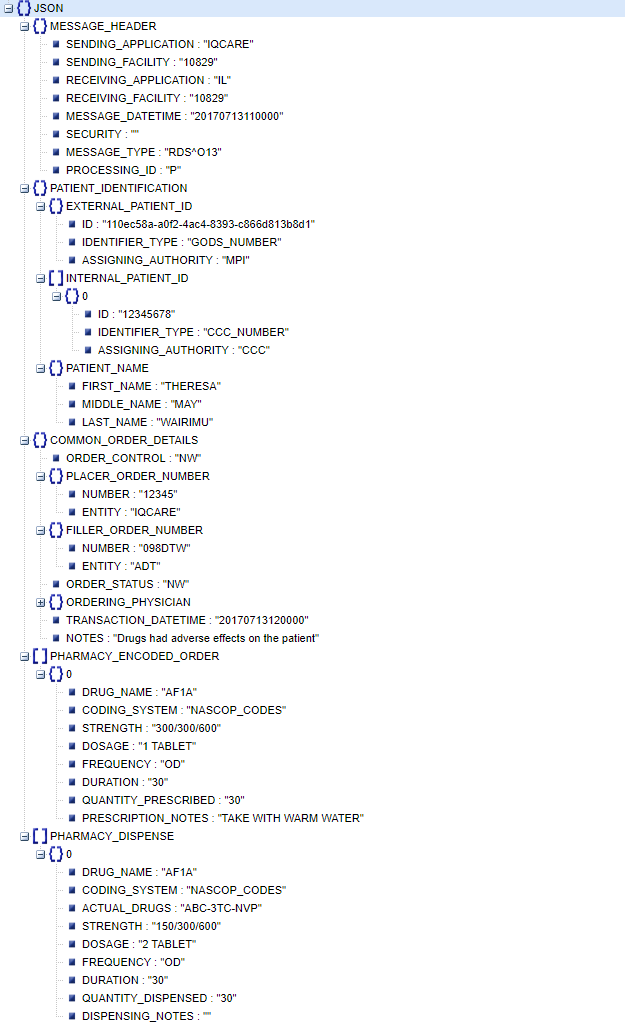 JSON
MESSAGE_HEADER
SENDING_APPLICATION : "IQCARE"
SENDING_FACILITY : "10829"
RECEIVING_APPLICATION : "IL"
RECEIVING_FACILITY : "10829"
MESSAGE_DATETIME : "20170713110000"
SECURITY : ""
MESSAGE_TYPE : "RDS^O13"
PROCESSING_ID : "P"
PATIENT_IDENTIFICATION
EXTERNAL_PATIENT_ID
ID : "110ec58a-a0f2-4ac4-8393-c866d813b8d1"
IDENTIFIER_TYPE : "GODS_NUMBER"
ASSIGNING_AUTHORITY : "MPI"
INTERNAL_PATIENT_ID
0
ID : "12345678"
IDENTIFIER_TYPE : "CCC_NUMBER"
ASSIGNING_AUTHORITY : "CCC"
PATIENT_NAME
FIRST_NAME : "THERESA"
MIDDLE_NAME : "MAY"
LAST_NAME : "WAIRIMU"
COMMON_ORDER_DETAILS
ORDER_CONTROL : "NW"
PLACER_ORDER_NUMBER
NUMBER : "12345"
ENTITY : "IQCARE"
FILLER_ORDER_NUMBER
NUMBER : "098DTW"
ENTITY : "ADT"
ORDER_STATUS : "NW"
ORDERING_PHYSICIAN
TRANSACTION_DATETIME : "20170713120000"
NOTES : "Drugs had adverse effects on the patient"
PHARMACY_ENCODED_ORDER
0
DRUG_NAME : "AF1A"
CODING_SYSTEM : "NASCOP_CODES"
STRENGTH : "300/300/600"
DOSAGE : "1 TABLET"
FREQUENCY : "OD"
DURATION : "30"
QUANTITY_PRESCRIBED : "30"
PRESCRIPTION_NOTES : "TAKE WITH WARM WATER"
PHARMACY_DISPENSE
0
DRUG_NAME : "AF1A"
CODING_SYSTEM : "NASCOP_CODES"
ACTUAL_DRUGS : "ABC-3TC-NVP"
STRENGTH : "150/300/600"
DOSAGE : "2 TABLET"
FREQUENCY : "OD"
DURATION : "30"
QUANTITY_DISPENSED : "30"
DISPENSING_NOTES : ""